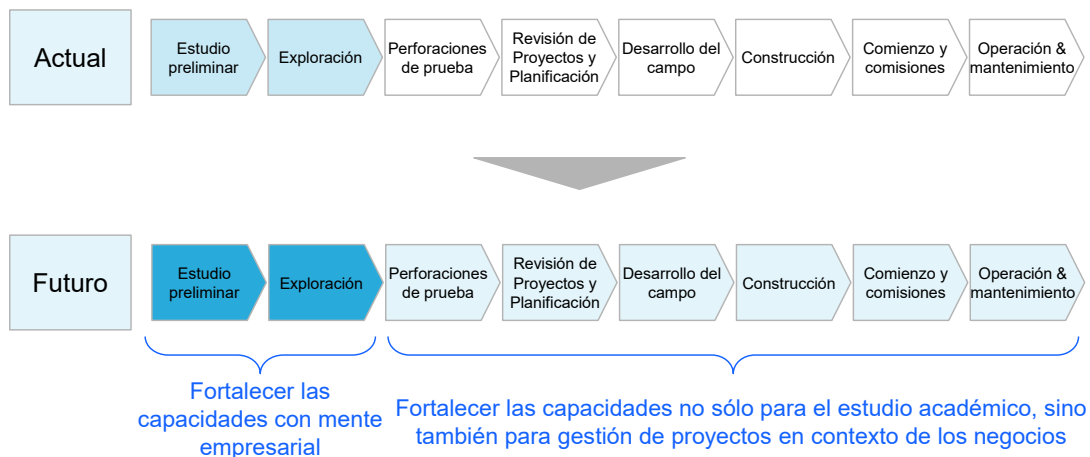 Actual
Estudio
preliminar
Exploración
Perforaciones
de prueba
Revisión de
Proyectos y
Planificación
Desarrollo del
campo
Construcción
Comienzo y
comisiones
Operación &
mantenimiento
Futuro
Estudio
preliminar
Exploración
Perforaciones
de prueba
Revisión de
Proyectos y
Planificación
Desarrollo del
campo
Construcción
Comienzo y
comisiones
Operación &
mantenimiento
Fortalecer las
capacidades con mente
empresarial
Fortalecer las capacidades no sólo para el estudio académico, sino
también para gestión de proyectos en contexto de los negocios